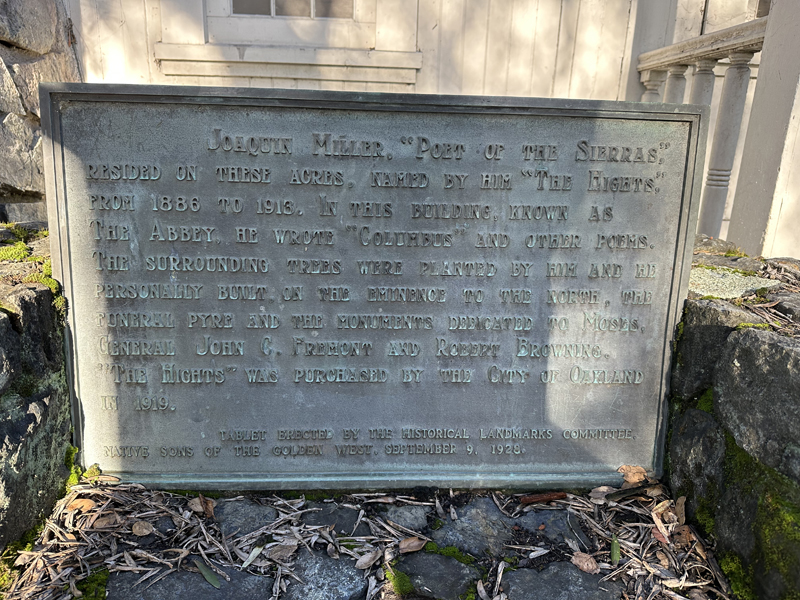 JOAQUIN MILLER, "POET OF THE SIERRAS,"
RESIDED ON THESE ACRES, NAMED BY HIM "THE HIGHTS,"
FROM 1886 TO 1913. IN THIS BUILDING, KNOWN AS
THE ABBEY, HE WROTE "COLUMBUS" AND OTHER POEMS.
THE SURROUNDING TREES WERE PLANTED BY HIM AND HE
PERSONALLY BUILT, ON THE EMINENCE TO THE NORTH, THE
FUNERAL PYRE AND THE MONUMENTS DEDICATED TO MOSES,
GENERAL JOHN C. FREMONT AND ROBERT BROWNING.
"THE HIGHTS" WAS PURCHASED BY THE CITY OF OAKLAND
IN 1919.
TABLET ERECTED BY THE HISTORICAL LANDMARKS COMMITTEE,
NATIVE SONS OF THE GOLDEN WEST, SEPTEMBER 9, 1928.